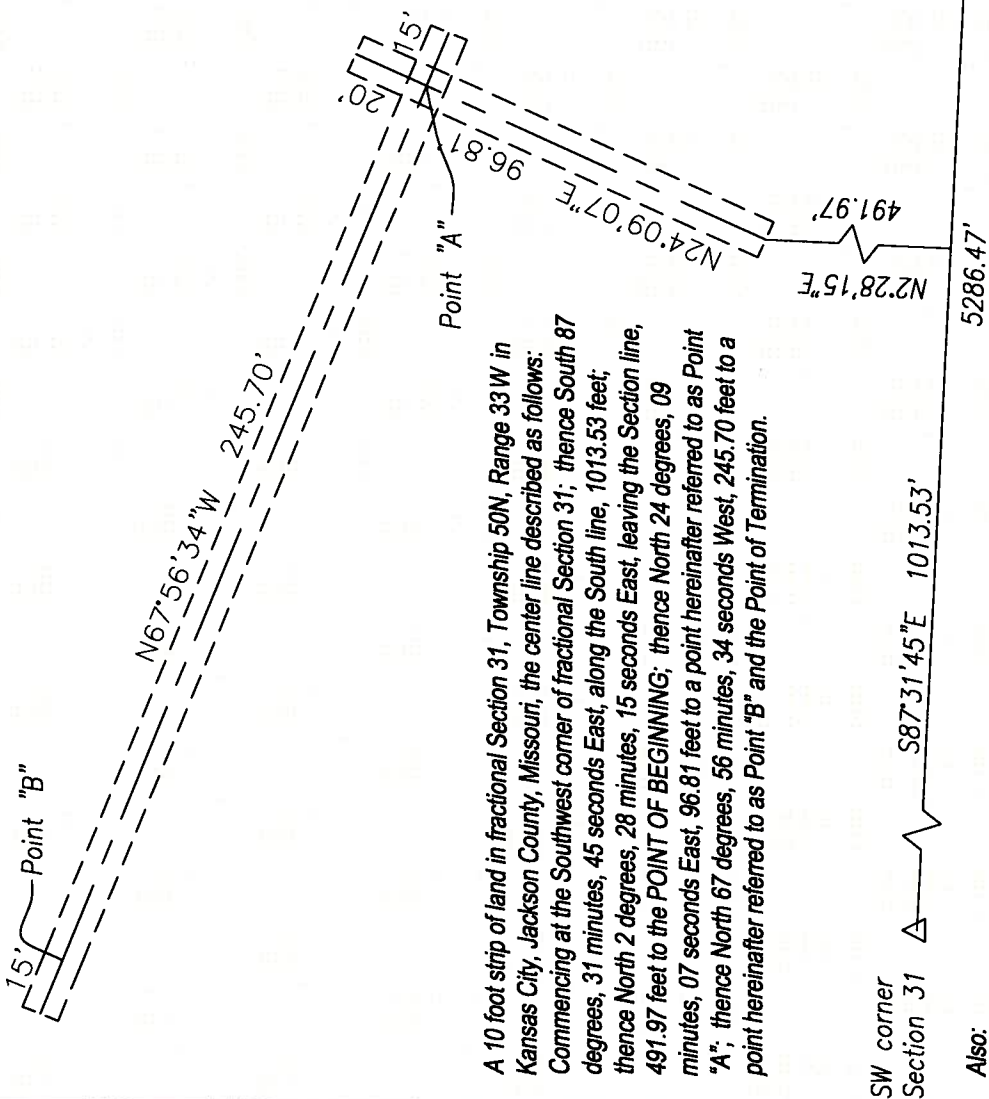 15'
Point "B"
N67°56'34"W 245.70'
20'
15'
Point "A"
96.81'
N24°09'07"E
491.97'
N2°28'15"E
A 10 foot strip of land in fractional Section 31, Township 50N, Range 33 W in
Kansas City, Jackson County, Missouri, the center line described as follows:
Commencing at the Southwest corner of fractional Section 31; thence South 87
degrees, 31 minutes, 45 seconds East, along the South line, 1013.53 feet;
thence North 2 degrees, 28 minutes, 15 seconds East, leaving the Section line,
491.97 feet to the POINT OF BEGINNING; thence North 24 degrees, 09
minutes, 07 seconds East, 96.81 feet to a point hereinafter referred to as Point
"A"; thence North 67 degrees, 56 minutes, 34 seconds West, 245.70 feet to a
point hereinafter referred to as Point "B" and the Point of Termination.
SW corner
Section 31
S87°31'45"E 1013.53'
5286.47'
Also: